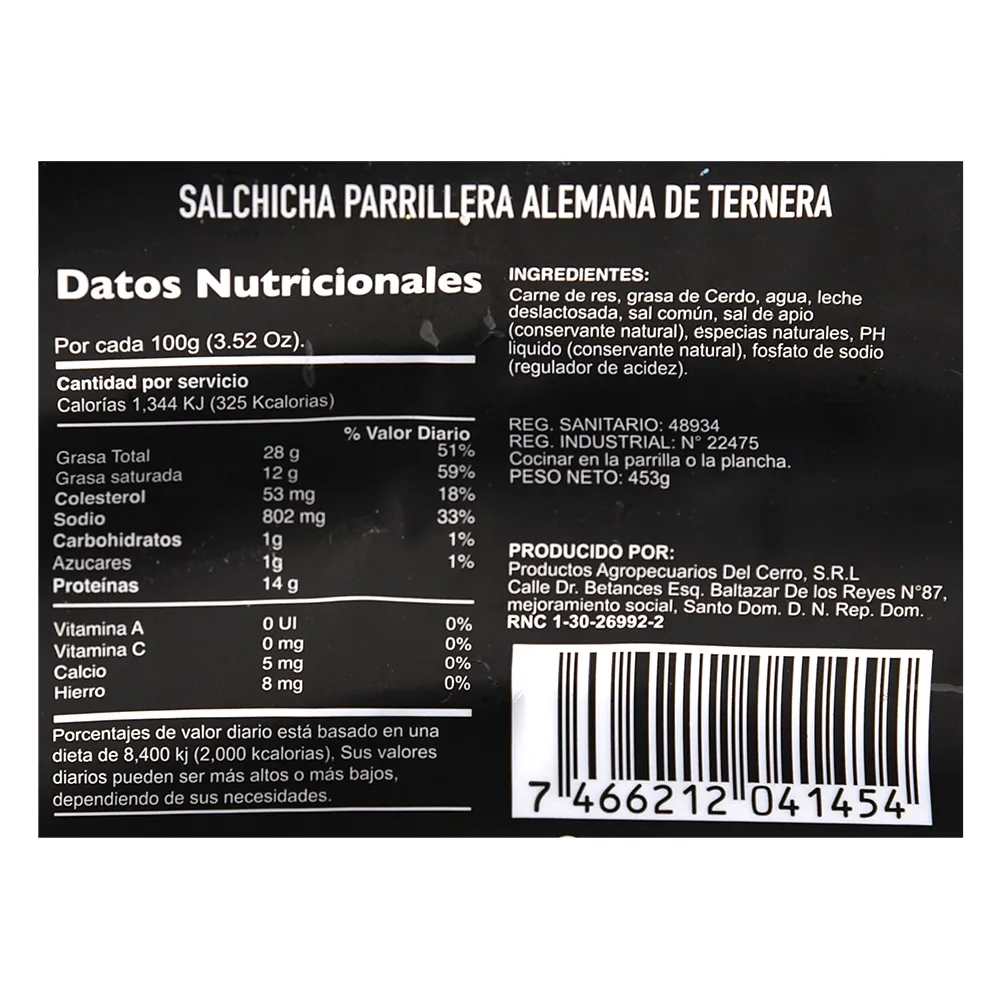 SALCHICHA PARRILLERA ALEMANA DE TERNERA
Datos Nutricionales
Por cada 100g (3.52 Oz).
Cantidad por servicio
Calorías 1,344 KJ (325 Kcalorias)
% Valor Diario
Grasa Total 28 g 51%
Grasa saturada 12 g 59%
Colesterol 53 mg 18%
Sodio 802 mg 33%
Carbohidratos 1g 1%
Azucares 1g 1%
Proteínas 14 g
Vitamina A 0 UI 0%
Vitamina C 0 mg 0%
Calcio 5 mg 0%
Hierro 8 mg 0%
Porcentajes de valor diario está basado en una
dieta de 8,400 kj (2,000 kcalorias), Sus valores
diarios pueden ser más altos o más bajos,
dependiendo de sus necesidades.
INGREDIENTES:
Carne de res, grasa de Cerdo, agua, leche
deslactosada, sal común, sal de apio
(conservante natural), especias naturales, PH
liquido (conservante natural), fosfato de sodio
(regulador de acidez).
REG. SANITARIO: 48934
REG. INDUSTRIAL: N° 22475
Cocinar en la parrilla o la plancha.
PESO NETO: 453g
PRODUCIDO POR:
Productos Agropecuarios Del Cerro, S.R.L
Calle Dr. Betances Esq. Baltazar De los Reyes N°87,
mejoramiento social, Santo Dom. D. N. Rep. Dom.
RNC 1-30-26992-2
7 466212 041454